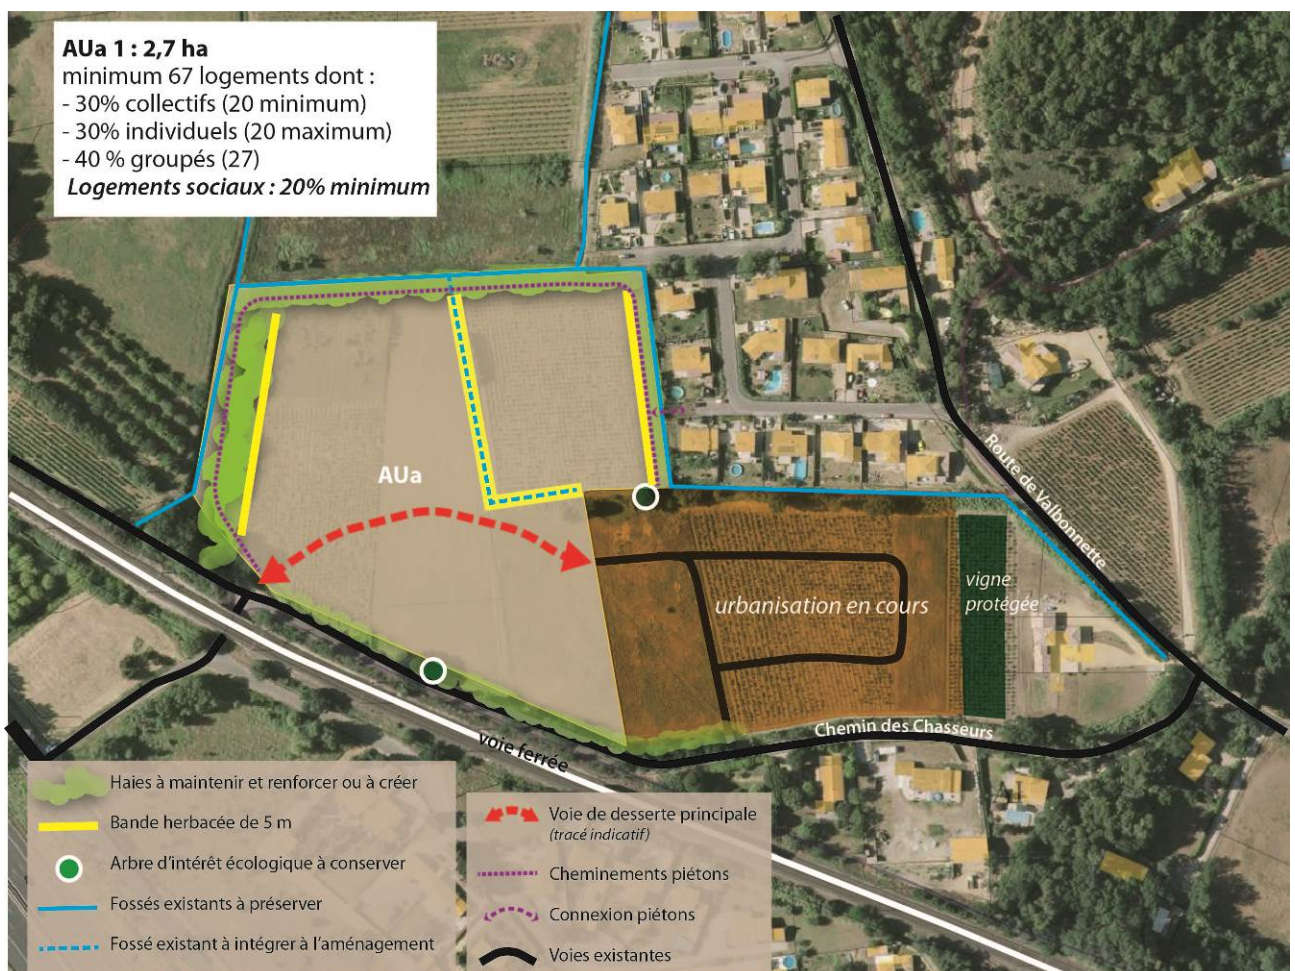 AUa 1 : 2,7 ha
minimum 67 logements dont :
- 30% collectifs (20 minimum)
- 30% individuels (20 maximum)
- 40 % groupés (27)
Logements sociaux : 20% minimum
AUa
Route de Valbonnette
urbanisation en cours
vigne
protégée
Chemin des Chasseurs
voie ferrée
Haies à maintenir et renforcer ou à créer
Bande herbacée de 5 m
Arbre d'intérêt écologique à conserver
Fossés existants à préserver
Fossé existant à intégrer à l'aménagement
Voie de desserte principale
(tracé indicatif)
Cheminements piétons
Connexion piétons
Voies existantes